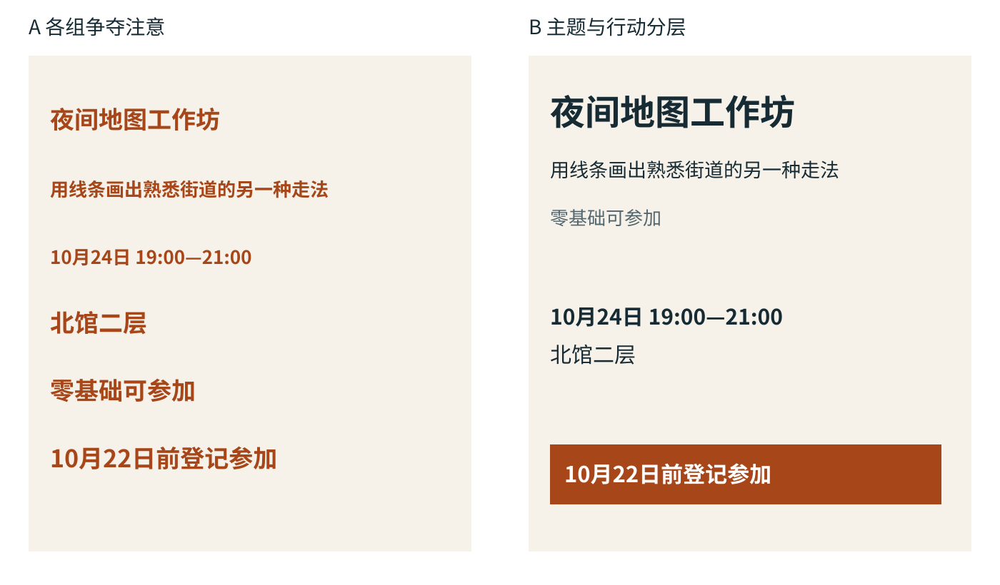 A 各组争夺注意
夜间地图工作坊
用线条画出熟悉街道的另一种走法
10月24日 19:00—21:00
北馆二层
零基础可参加
10月22日前登记参加
B 主题与行动分层
夜间地图工作坊
用线条画出熟悉街道的另一种走法
零基础可参加
10月24日 19:00—21:00
北馆二层
10月22日前登记参加